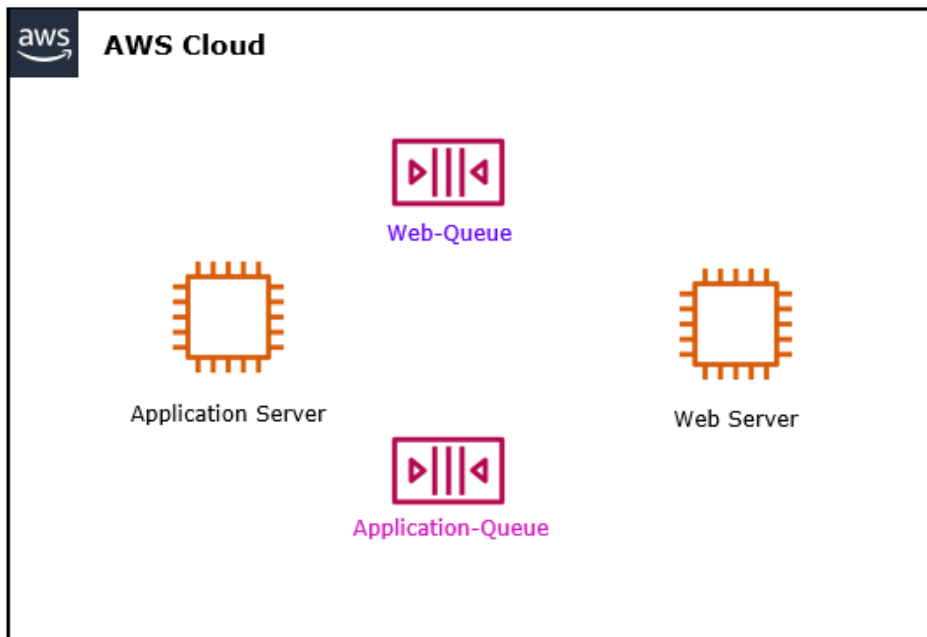 aws
AWS Cloud
Web-Queue
Application Server
Web Server
Application-Queue